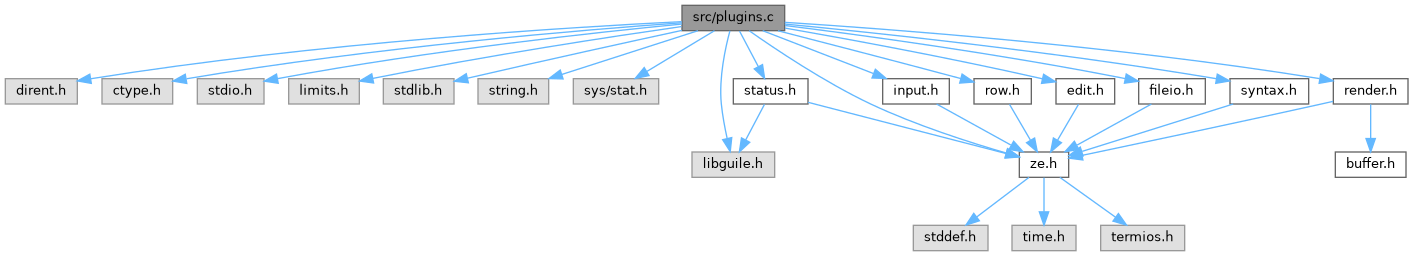 src/plugins.c
dirent.h
ctype.h
stdio.h
limits.h
stdlib.h
string.h
sys/stat.h
status.h
input.h
row.h
edit.h
fileio.h
syntax.h
render.h
libguile.h
ze.h
buffer.h
stddef.h
time.h
termios.h